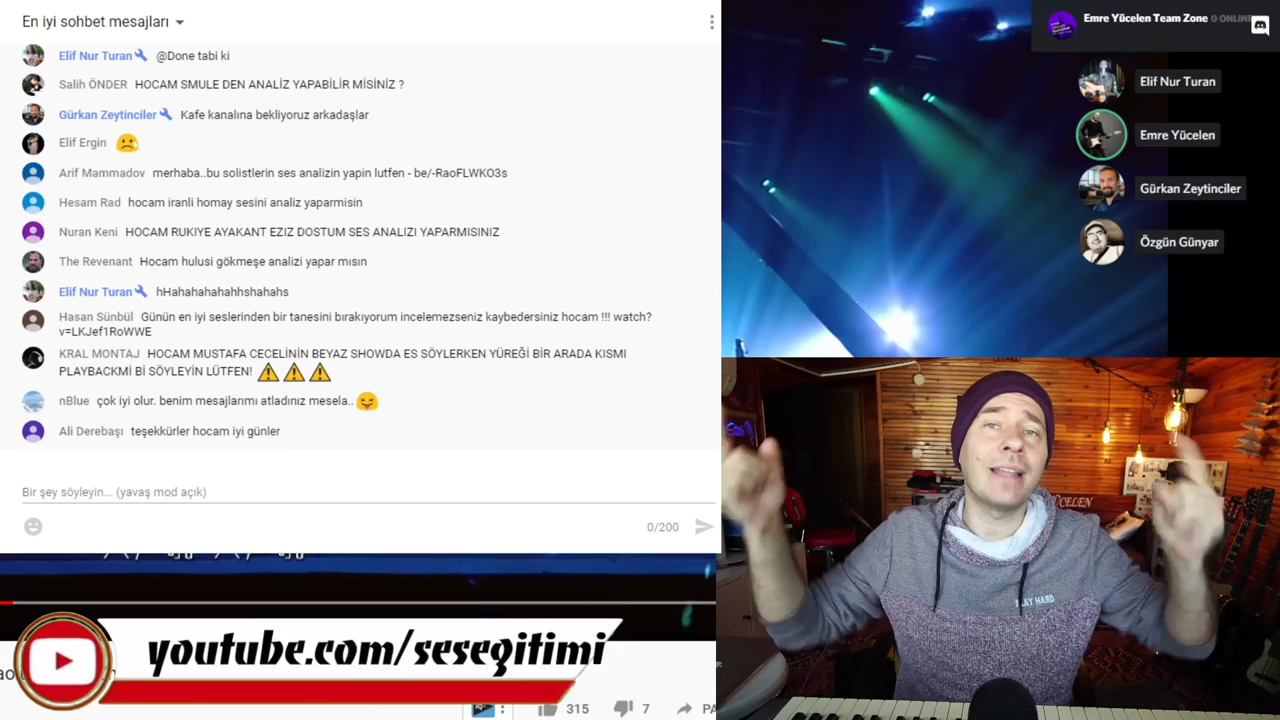 En iyi sohbet mesajları
Elif Nur Turan @Done tabi ki
Salih ÖNDER HOCAM SMULE DEN ANALİZ YAPABİLİR MİSİNİZ ?
Gürkan Zeytinciler Kafe kanalına bekliyoruz arkadaşlar
Elif Ergin
Arif Mammadov merhaba..bu solistlerin ses analizin yapin lutfen - be/-RaoFLWKO3s
Hesam Rad hocam iranli homay sesini analiz yaparmisin
Nuran Keni HOCAM RUKIYE AYAKANT EZIZ DOSTUM SES ANALIZI YAPARMISINIZ
The Revenant Hocam hulusi gökmeşe analizi yapar mısın
Elif Nur Turan hHahahahahahhshahahs
Hasan Sünbül Günün en iyi seslerinden bir tanesini bırakıyorum incelemezseniz kaybedersiniz hocam !!! watch?
v=LKJef1RoWWE
KRAL MONTAJ HOCAM MUSTAFA CECELİNİN BEYAZ SHOWDA ES SÖYLERKEN YÜREĞİ BİR ARADA KISMI
PLAYBACKMİ Bİ SÖYLEYİN LÜTFEN!
nBlue çok iyi olur. benim mesajlarımı atladınız mesela..
Ali Derebaşı teşekkürler hocam iyi günler
Bir şey söyleyin... (yavaş mod açık)
0/200
youtube.com/sesegitimi
315
7
PA
Emre Yücelen Team Zone 0 ONLINE
Elif Nur Turan
Emre Yücelen
Gürkan Zeytinciler
Özgün Günyar
YÜCELEN
PLAY HARD